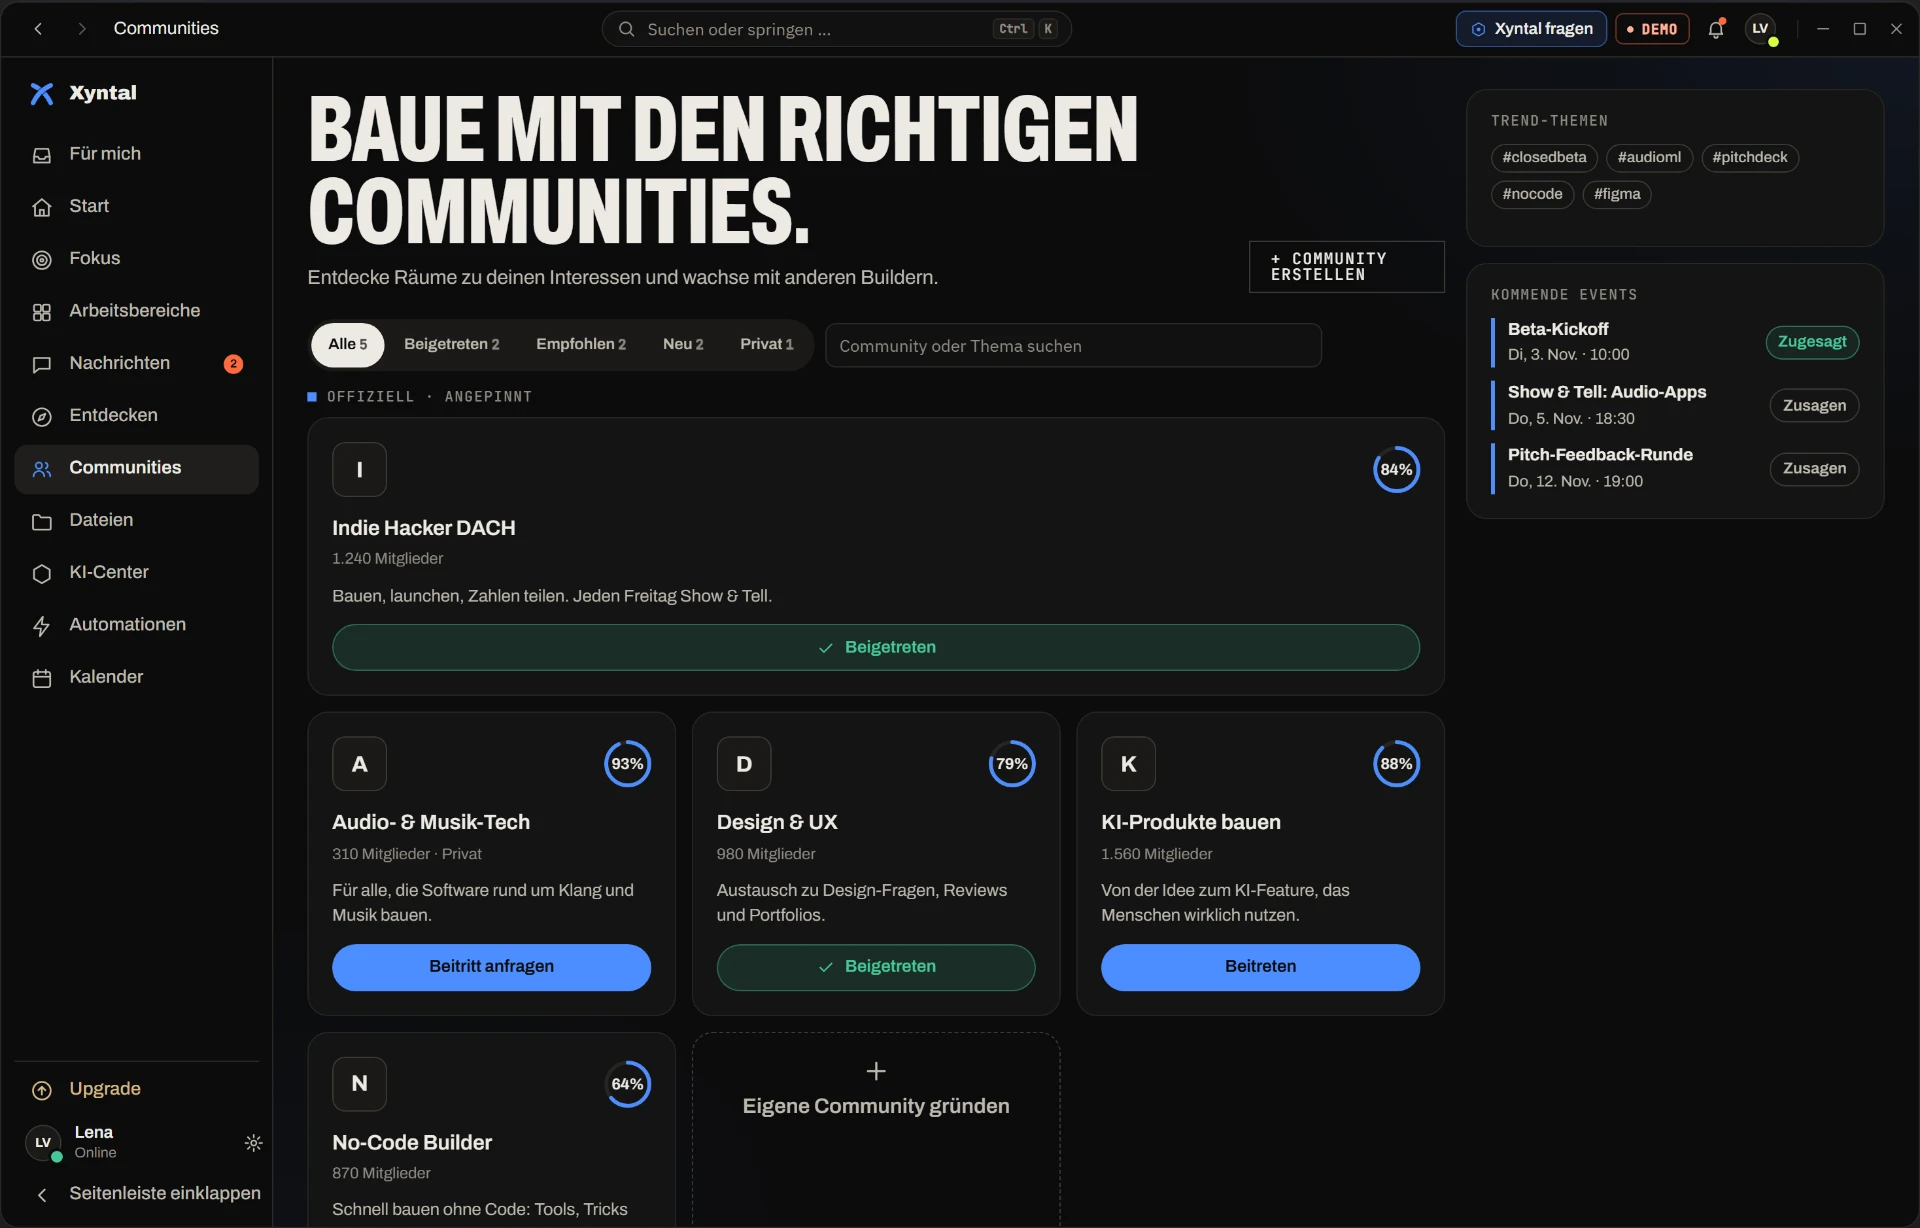 Communities
Suchen oder springen ...
Ctrl K
Xyntal fragen
DEMO
LV
Xyntal
Für mich
Start
Fokus
Arbeitsbereiche
Nachrichten
2
Entdecken
Communities
Dateien
KI-Center
Automationen
Kalender
Upgrade
LV
Lena
Online
Seitenleiste einklappen
BAUE MIT DEN RICHTIGEN
COMMUNITIES.
Entdecke Räume zu deinen Interessen und wachse mit anderen Buildern.
+ COMMUNITY
ERSTELLEN
Alle 5
Beigetreten 2
Empfohlen 2
Neu 2
Privat 1
Community oder Thema suchen
OFFIZIELL · ANGEPINNT
I
84%
Indie Hacker DACH
1.240 Mitglieder
Bauen, launchen, Zahlen teilen. Jeden Freitag Show & Tell.
Beigetreten
A
93%
Audio- & Musik-Tech
310 Mitglieder · Privat
Für alle, die Software rund um Klang und
Musik bauen.
Beitritt anfragen
D
79%
Design & UX
980 Mitglieder
Austausch zu Design-Fragen, Reviews
und Portfolios.
Beigetreten
K
88%
KI-Produkte bauen
1.560 Mitglieder
Von der Idee zum KI-Feature, das
Menschen wirklich nutzen.
Beitreten
N
64%
No-Code Builder
870 Mitglieder
Schnell bauen ohne Code: Tools, Tricks
Eigene Community gründen
TREND-THEMEN
#closedbeta
#audioml
#pitchdeck
#nocode
#figma
KOMMENDE EVENTS
Beta-Kickoff
Di, 3. Nov. · 10:00
Zugesagt
Show & Tell: Audio-Apps
Do, 5. Nov. · 18:30
Zusagen
Pitch-Feedback-Runde
Do, 12. Nov. · 19:00
Zusagen